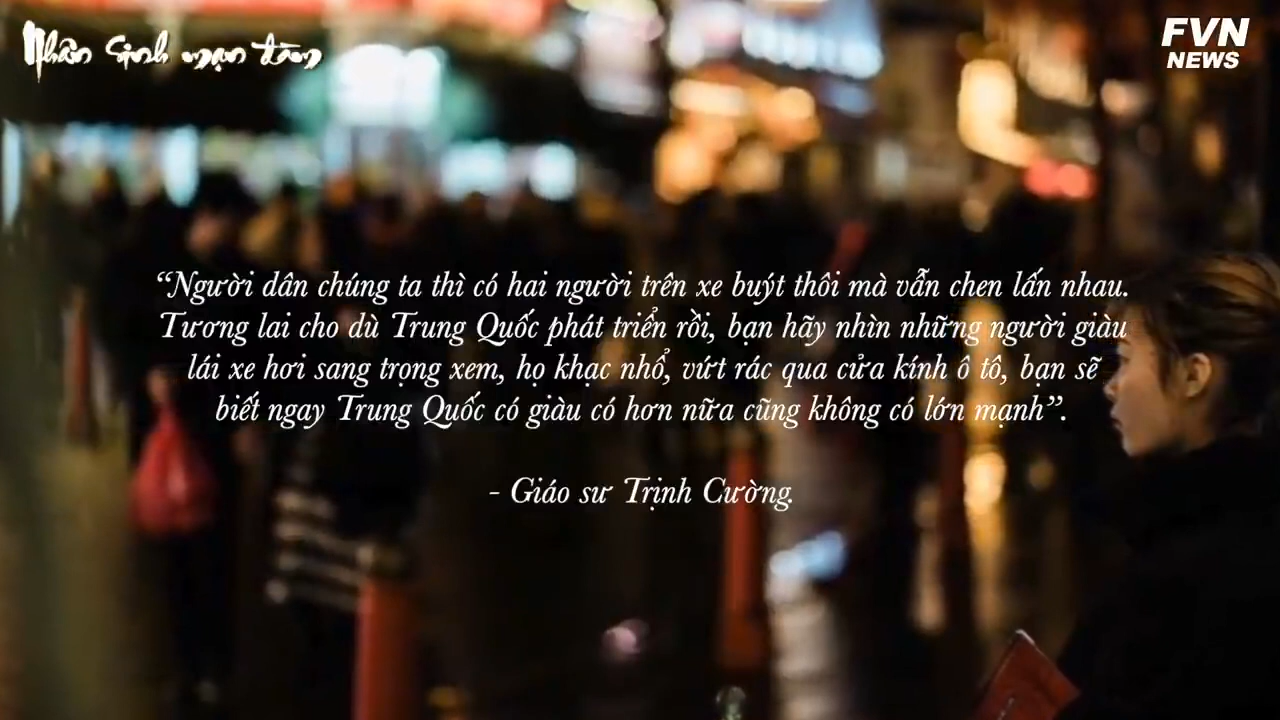 Nhân Sinh mạn đàm
FVN
NEWS
“Người dân chúng ta thì có hai người trên xe buýt thôi mà vẫn chen lấn nhau.
Tương lai cho dù Trung Quốc phát triển rồi, bạn hãy nhìn những người giàu
lái xe hơi sang trọng xem, họ khạc nhổ, vứt rác qua cửa kính ô tô, bạn sẽ
biết ngay Trung Quốc có giàu có hơn nữa cũng không có lớn mạnh”.
- Giáo sư Trịnh Cường.